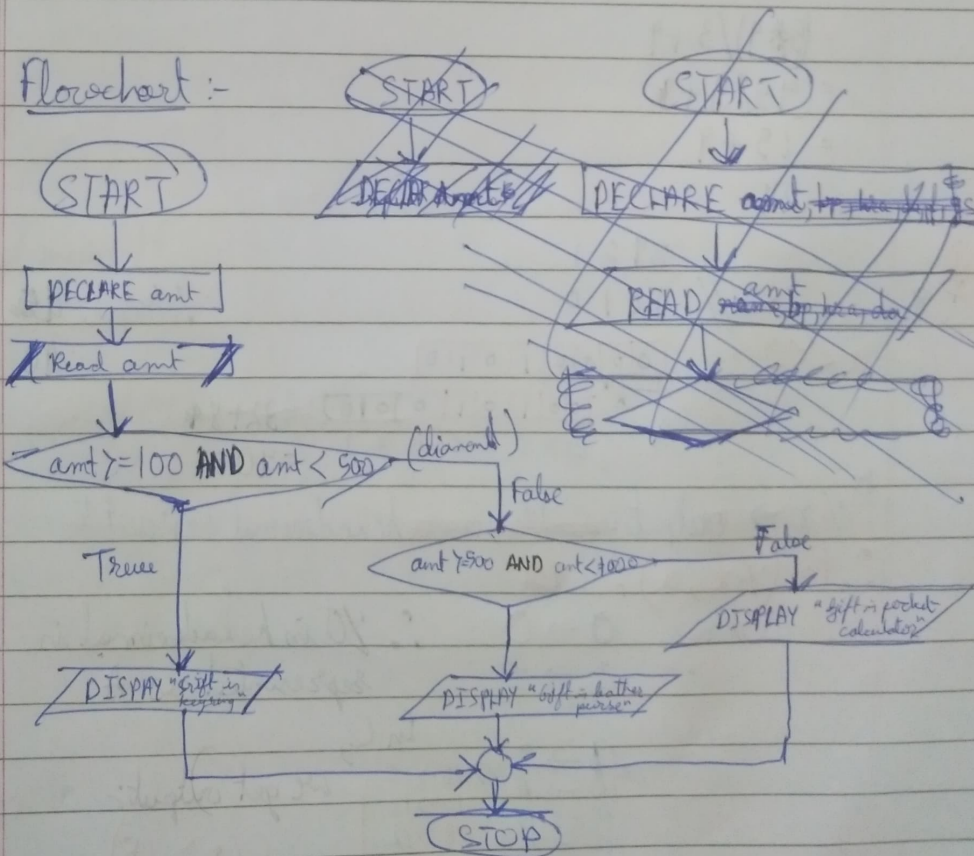 Flowchart :-
START
START
START
DECLARE
DECLARE amt,
DECLARE amt
READ amt
Read amt
amt >=100 AND amt < 500
(diamond)
False
True
amt >=500 AND amt<1000
False
DISPLAY "Gift is pocket
calculator"
DISPLAY "Gift is
keyring"
DISPLAY "Gift is leather
purse"
STOP